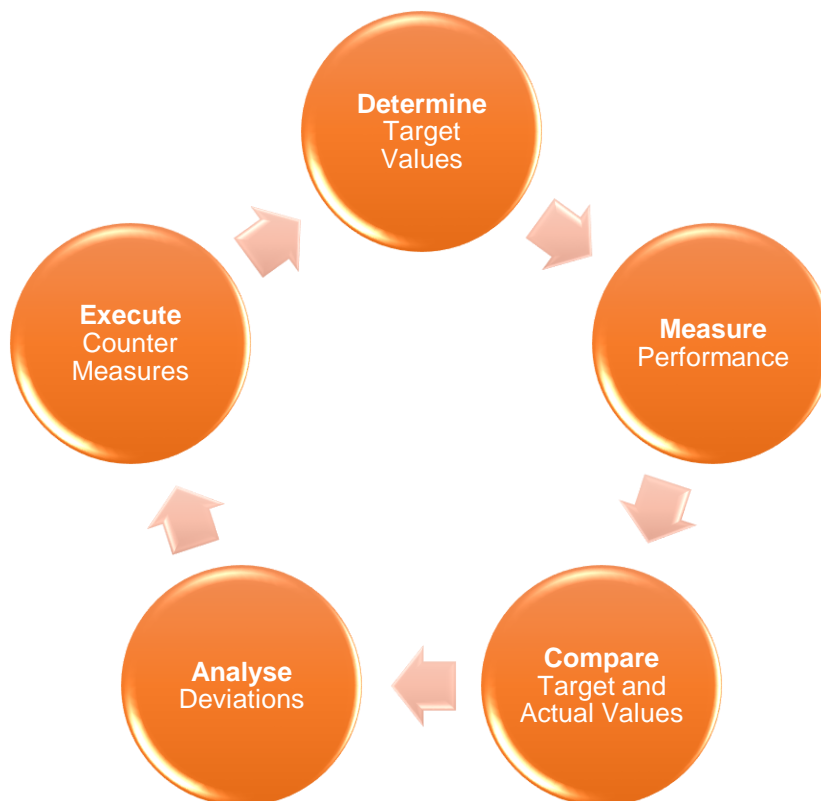 Determine
Target
Values
Measure
Performance
Compare
Target and
Actual Values
Analyse
Deviations
Execute
Counter
Measures